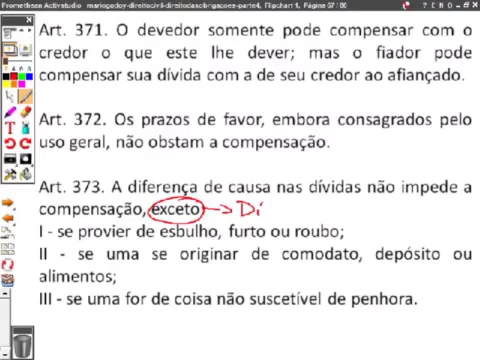 Promethean ActivStudio mariogodoy-direitocivil-direitodasobrigacoes-parte4, Flipchart 1, Página 57 / 80
Art. 371. O devedor somente pode compensar com o
credor o que este lhe dever; mas o fiador pode
compensar sua dívida com a de seu credor ao afiançado.
Art. 372. Os prazos de favor, embora consagrados pelo
uso geral, não obstam a compensação.
Art. 373. A diferença de causa nas dívidas não impede a
compensação, exceto → Di
I - se provier de esbulho, furto ou roubo;
II - se uma se originar de comodato, depósito ou
alimentos;
III - se uma for de coisa não suscetível de penhora.